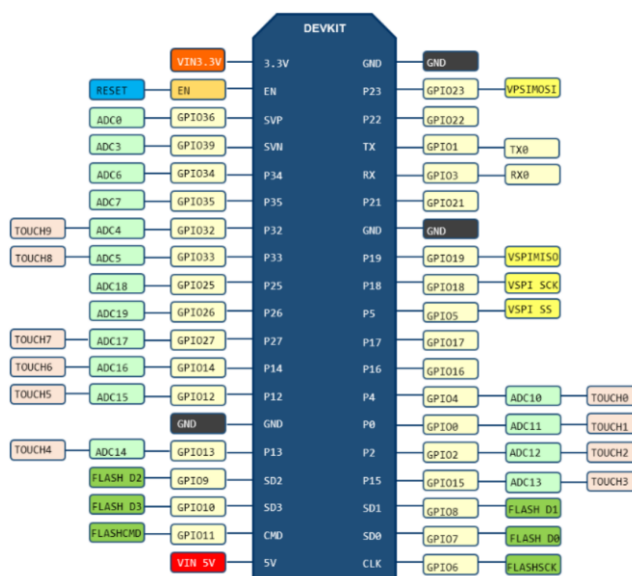 DEVKIT
VIN3.3V 3.3V GND GND
RESET EN EN P23 GPIO23 VPSIMOSI
ADC0 GPIO36 SVP P22 GPIO22
ADC3 GPIO39 SVN TX GPIO1 TX0
ADC6 GPIO34 P34 RX GPIO3 RX0
ADC7 GPIO35 P35 P21 GPIO21
TOUCH9 ADC4 GPIO32 P32 GND GND
TOUCH8 ADC5 GPIO33 P33 P19 GPIO19 VSPIMISO
ADC18 GPIO25 P25 P18 GPIO18 VSPI SCK
ADC19 GPIO26 P26 P5 GPIO5 VSPI SS
TOUCH7 ADC17 GPIO27 P27 P17 GPIO17
TOUCH6 ADC16 GPIO14 P14 P16 GPIO16
TOUCH5 ADC15 GPIO12 P12 P4 GPIO4 ADC10 TOUCH0
GND GND P0 GPIO0 ADC11 TOUCH1
TOUCH4 ADC14 GPIO13 P13 P2 GPIO2 ADC12 TOUCH2
FLASH D2 GPIO9 SD2 P15 GPIO15 ADC13 TOUCH3
FLASH D3 GPIO10 SD3 SD1 GPIO8 FLASH D1
FLASHCMD GPIO11 CMD SD0 GPIO7 FLASH D0
VIN 5V 5V CLK GPIO6 FLASHSCK